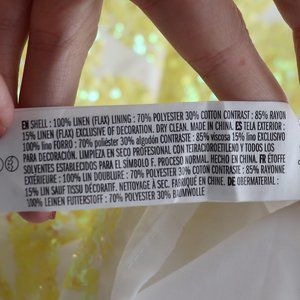 EN SHELL : 100% LINEN (FLAX) LINING : 70% POLYESTER 30% COTTON CONTRAST : 85% RAYON
15% LINEN (FLAX) EXCLUSIVE OF DECORATION. DRY CLEAN. MADE IN CHINA. ES TELA EXTERIOR :
100% lino FORRO : 70% poliéster 30% algodón CONTRASTE : 85% viscosa 15% lino EXCLUSIVO
PARA DECORACIÓN. LIMPIEZA EN SECO PROFESIONAL CON TETRACLOROETENO Y TODOS LOS
SOLVENTES ESTABLECIDOS PARA EL SÍMBOLO F. PROCESO NORMAL. HECHO EN CHINA. FR ÉTOFFE
EXTÉRIEURE : 100% LIN DOUBLURE : 70% POLYESTER 30% COTON CONTRASTE : 85% RAYONNE
15% LIN SAUF TISSU DÉCORATIF. NETTOYAGE À SEC. FABRIQUÉ EN CHINE. DE OBERMATERIAL :
100% LEINEN FUTTERSTOFF : 70% POLYESTER 30% BAUMWOLLE